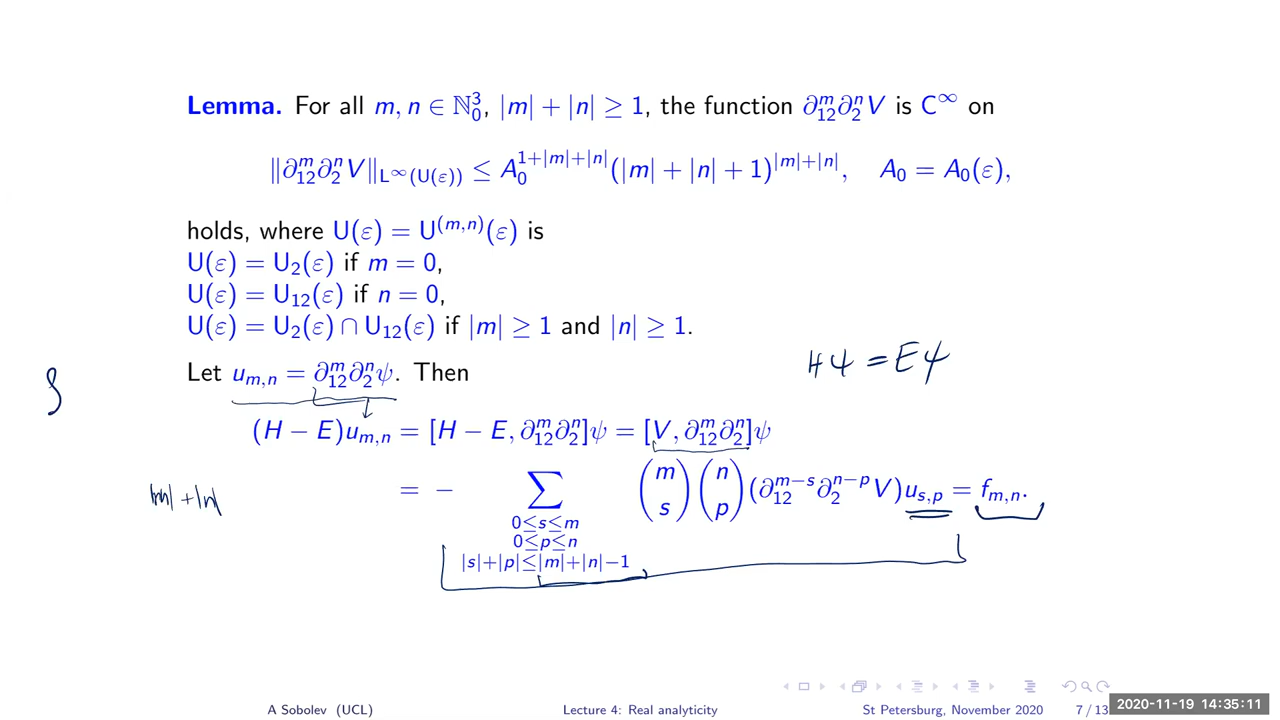 Lemma. For all m, n ∈ ℕ₀³, |m| + |n| ≥ 1, the function ∂₁₂ᵐ∂₂ⁿV is C^∞ on
‖∂₁₂ᵐ∂₂ⁿV‖_{L^∞(U(ε))} ≤ A₀^{1+|m|+|n|}(|m| + |n| + 1)^{|m|+|n|}, A₀ = A₀(ε),
holds, where U(ε) = U^{(m,n)}(ε) is
U(ε) = U₂(ε) if m = 0,
U(ε) = U₁₂(ε) if n = 0,
U(ε) = U₂(ε) ∩ U₁₂(ε) if |m| ≥ 1 and |n| ≥ 1.
Hψ = Eψ
Let u_{m,n} = ∂₁₂ᵐ∂₂ⁿψ. Then
(H − E)u_{m,n} = [H − E, ∂₁₂ᵐ∂₂ⁿ]ψ = [V, ∂₁₂ᵐ∂₂ⁿ]ψ
= − ∑_{0≤s≤m, 0≤p≤n, |s|+|p|≤|m|+|n|−1} (m s)(n p)(∂₁₂^{m−s}∂₂^{n−p}V)u_{s,p} = f_{m,n}.
|m| + |n|
A Sobolev (UCL) Lecture 4: Real analyticity St Petersburg, November 2020 7 / 13
2020-11-19 14:35:11